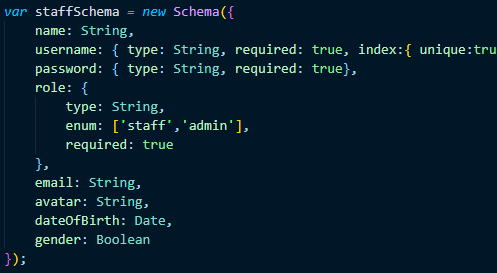 var staffSchema = new Schema({
    name: String,
    username: { type: String, required: true, index:{ unique:tru
    password: { type: String, required: true},
    role: {
        type: String,
        enum: ['staff','admin'],
        required: true
    },
    email: String,
    avatar: String,
    dateOfBirth: Date,
    gender: Boolean
});